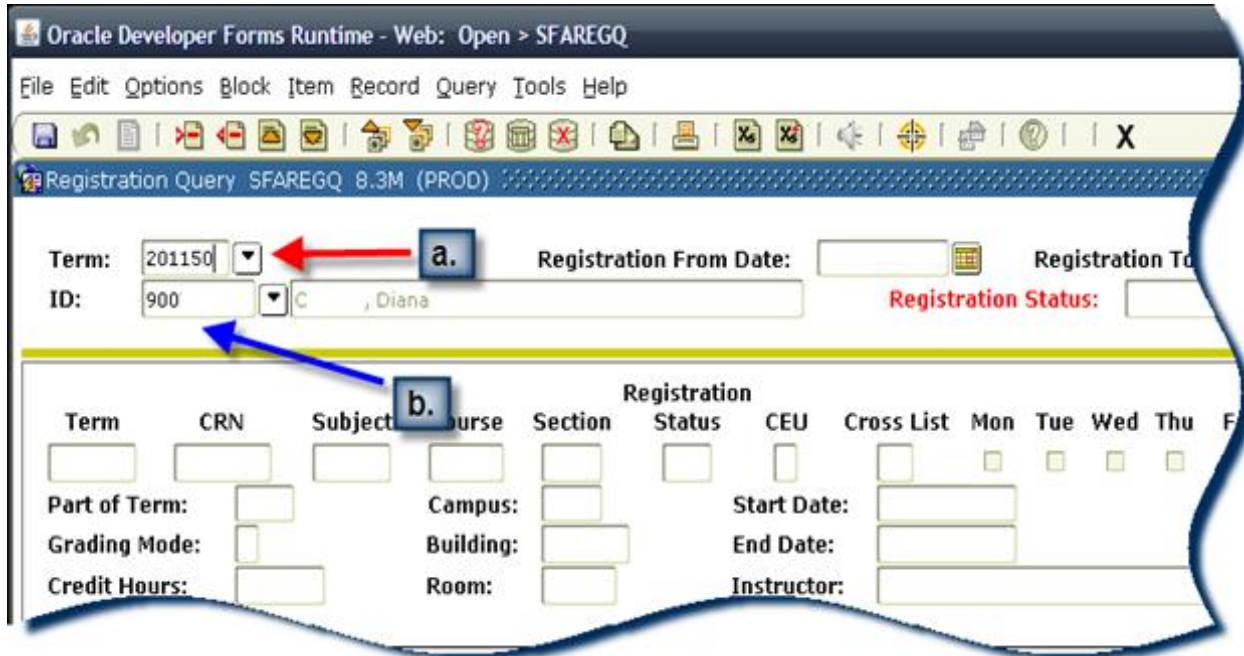 Oracle Developer Forms Runtime - Web: Open > SFAREGQ
File Edit Options Block Item Record Query Tools Help
X
Registration Query SFAREGQ 8.3M (PROD)
Term: 201150 a. Registration From Date: Registration To
ID: 900 C , Diana Registration Status:
b.
Registration
Term CRN Subject Section Status CEU Cross List Mon Tue Wed Thu
Part of Term: Campus: Start Date:
Grading Mode: Building: End Date:
Credit Hours: Room: Instructor: